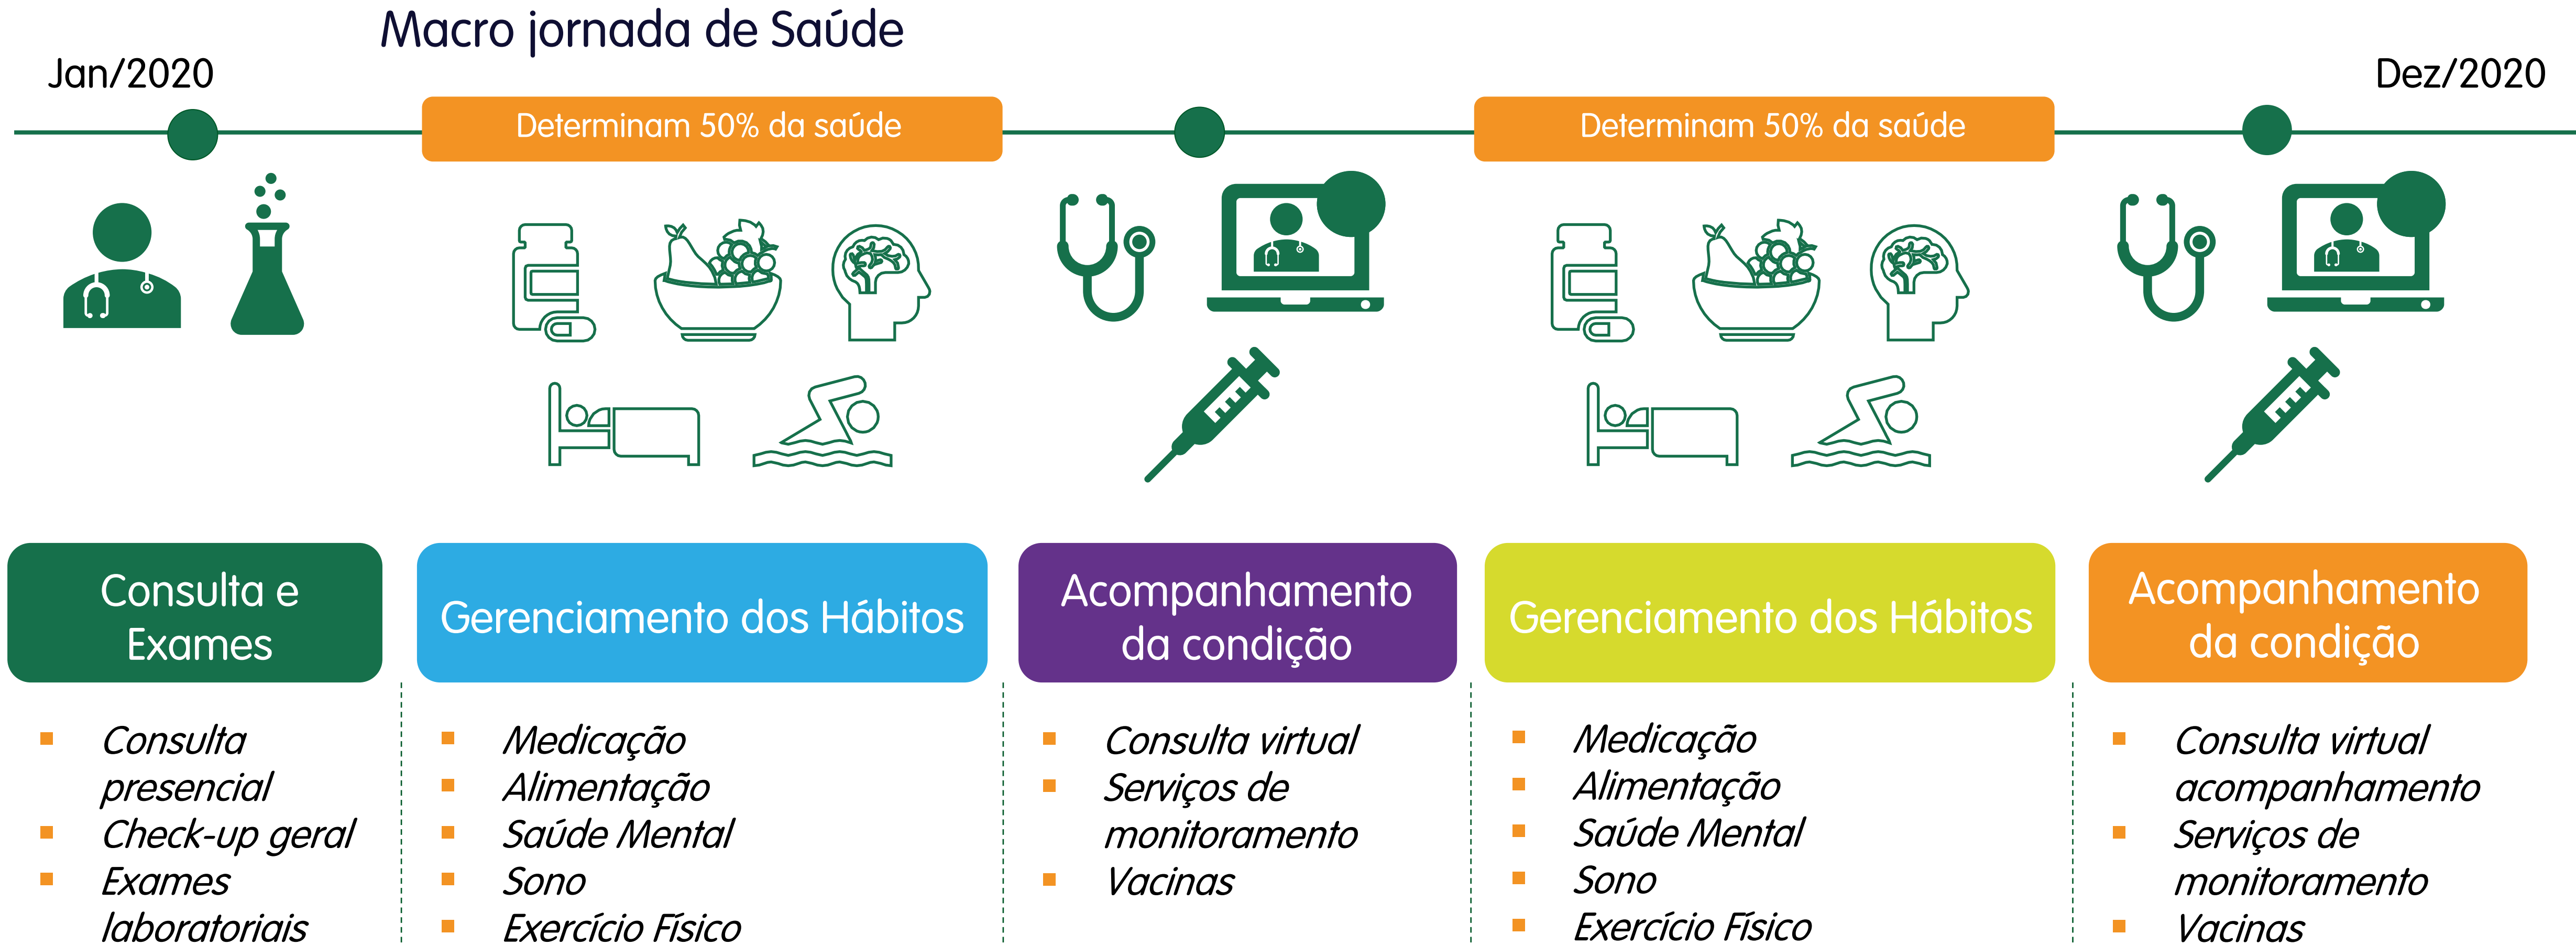 Macro jornada de Saúde
Jan/2020
Dez/2020
Determinam 50% da saúde
Determinam 50% da saúde
Consulta e
Exames
Gerenciamento dos Hábitos
Acompanhamento
da condição
Gerenciamento dos Hábitos
Acompanhamento
da condição
Consulta
presencial
Check-up geral
Exames
laboratoriais
Medicação
Alimentação
Saúde Mental
Sono
Exercício Físico
Consulta virtual
Serviços de
monitoramento
Vacinas
Medicação
Alimentação
Saúde Mental
Sono
Exercício Físico
Consulta virtual
acompanhamento
Serviços de
monitoramento
Vacinas